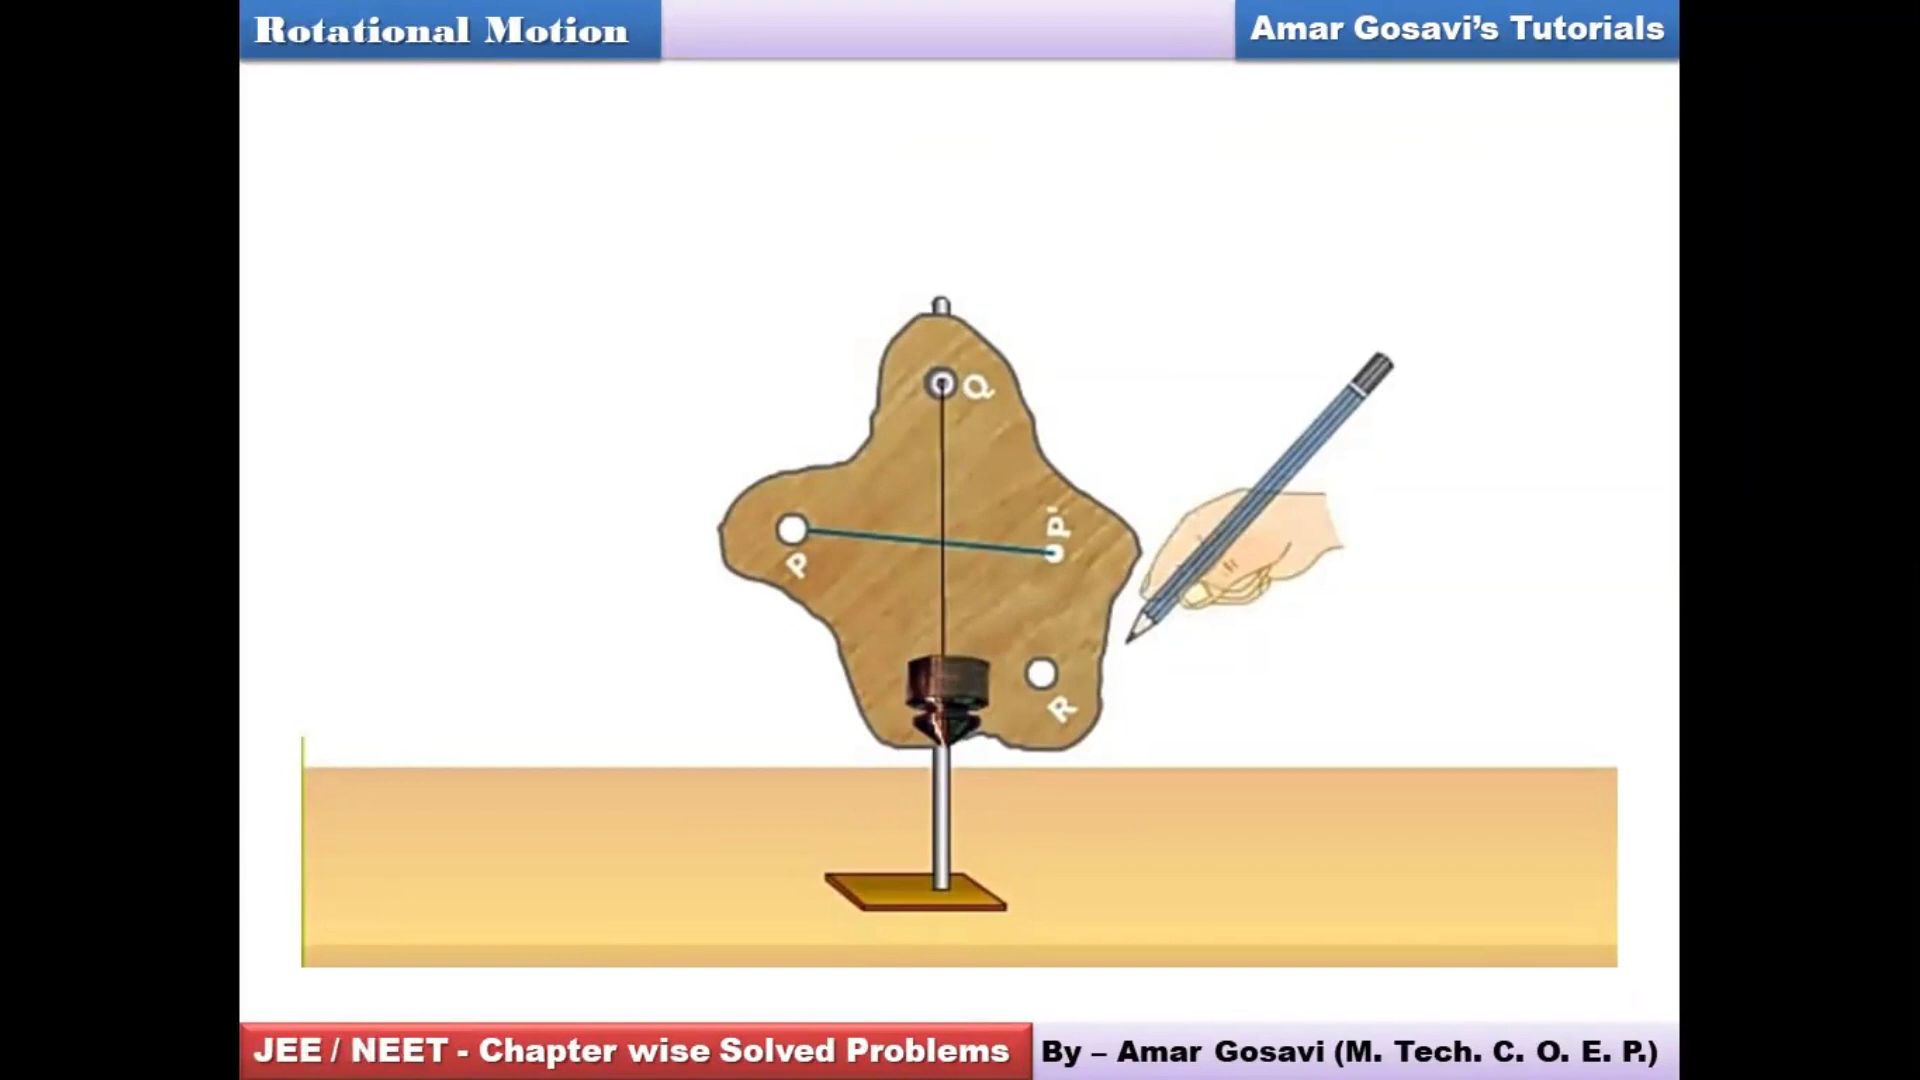 Rotational Motion
Amar Gosavi's Tutorials
Q
P'
P
R
JEE / NEET - Chapter wise Solved Problems
By – Amar Gosavi (M. Tech. C. O. E. P.)